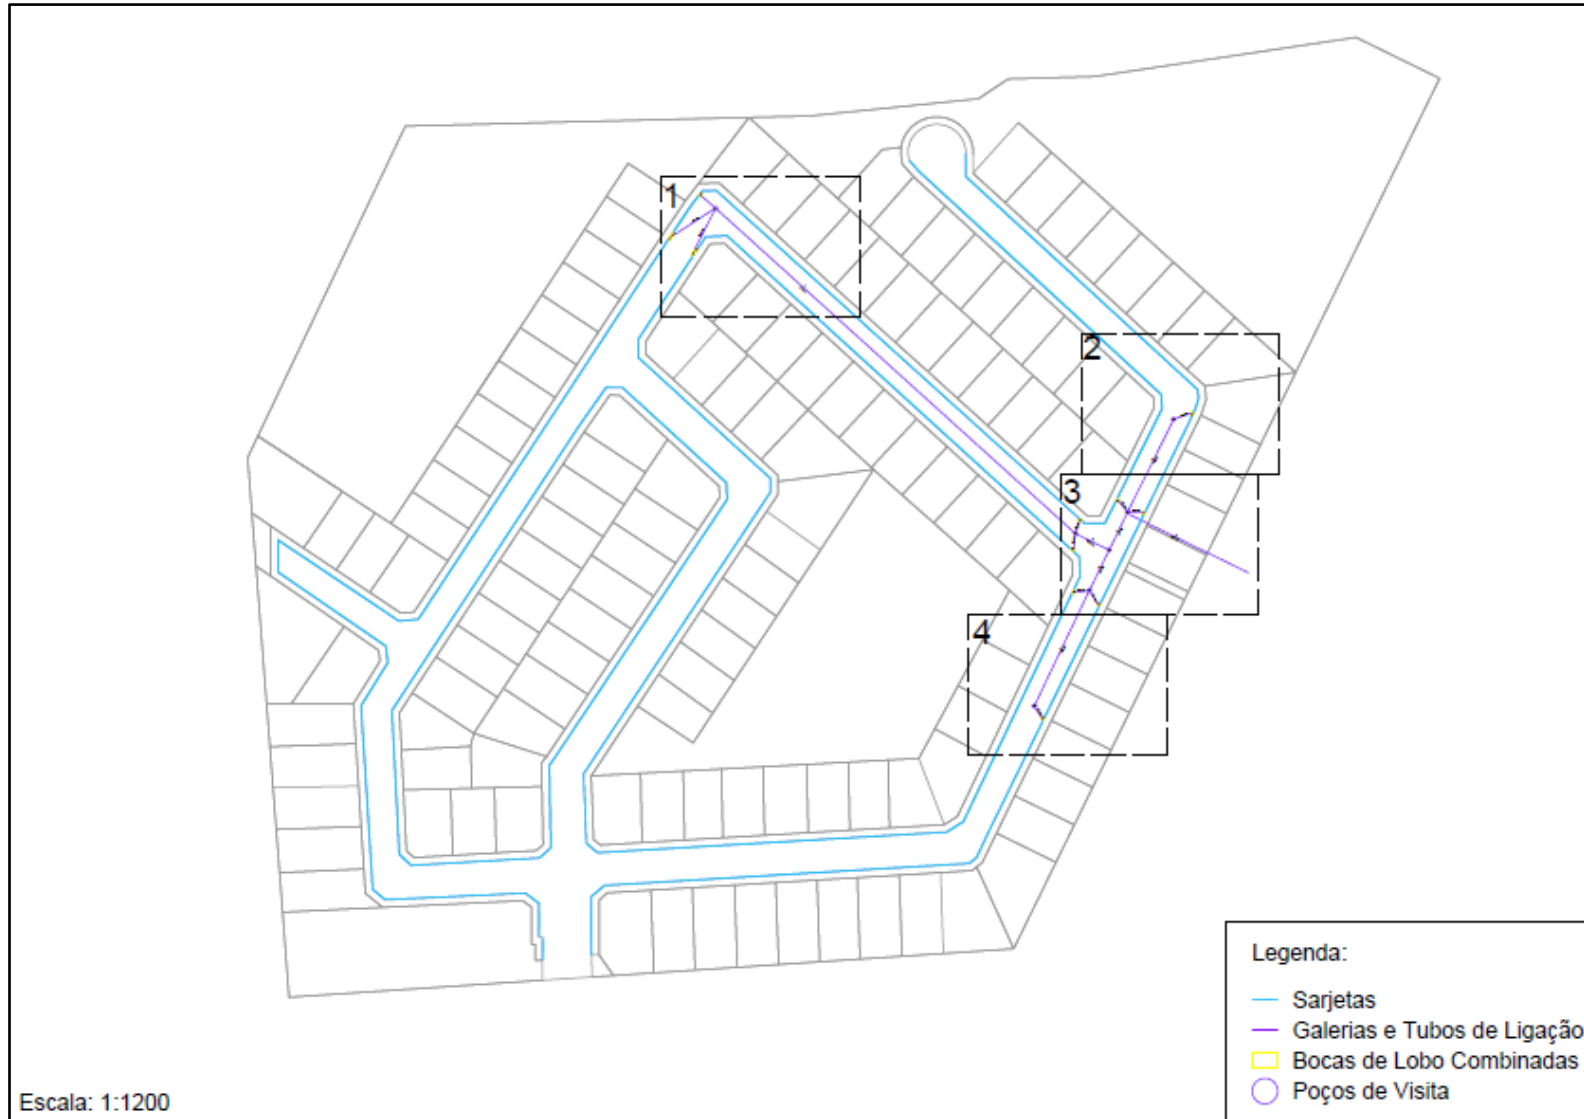 1
2
3
4
Legenda:
Sarjetas
Galerias e Tubos de Ligação
Bocas de Lobo Combinadas
Poços de Visita
Escala: 1:1200